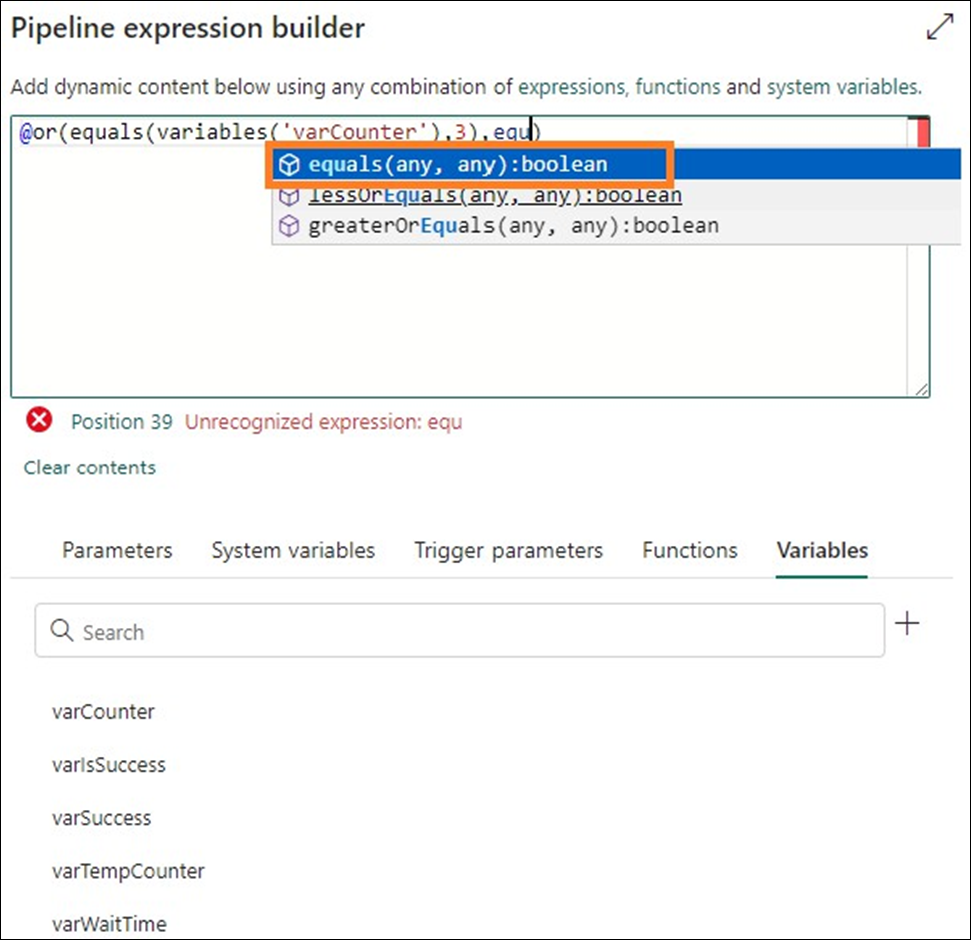 Pipeline expression builder
Add dynamic content below using any combination of expressions, functions and system variables.
@or(equals(variables('varCounter'),3),equ)
equals(any, any):boolean
lessOrEquals(any, any):boolean
greaterOrEquals(any, any):boolean
Position 39 Unrecognized expression: equ
Clear contents
Parameters System variables Trigger parameters Functions Variables
Search
varCounter
varIsSuccess
varSuccess
varTempCounter
varWaitTime